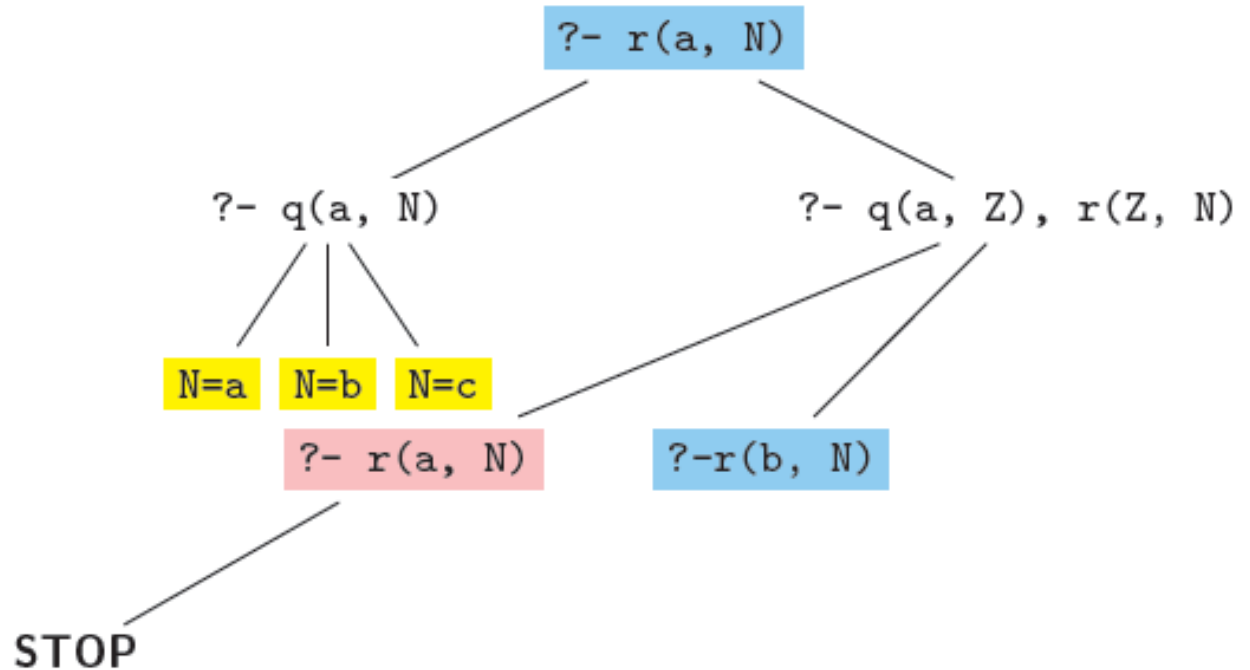 ?- r(a, N)
?- q(a, N)
?- q(a, Z), r(Z, N)
N=a
N=b
N=c
?- r(a, N)
?-r(b, N)
STOP